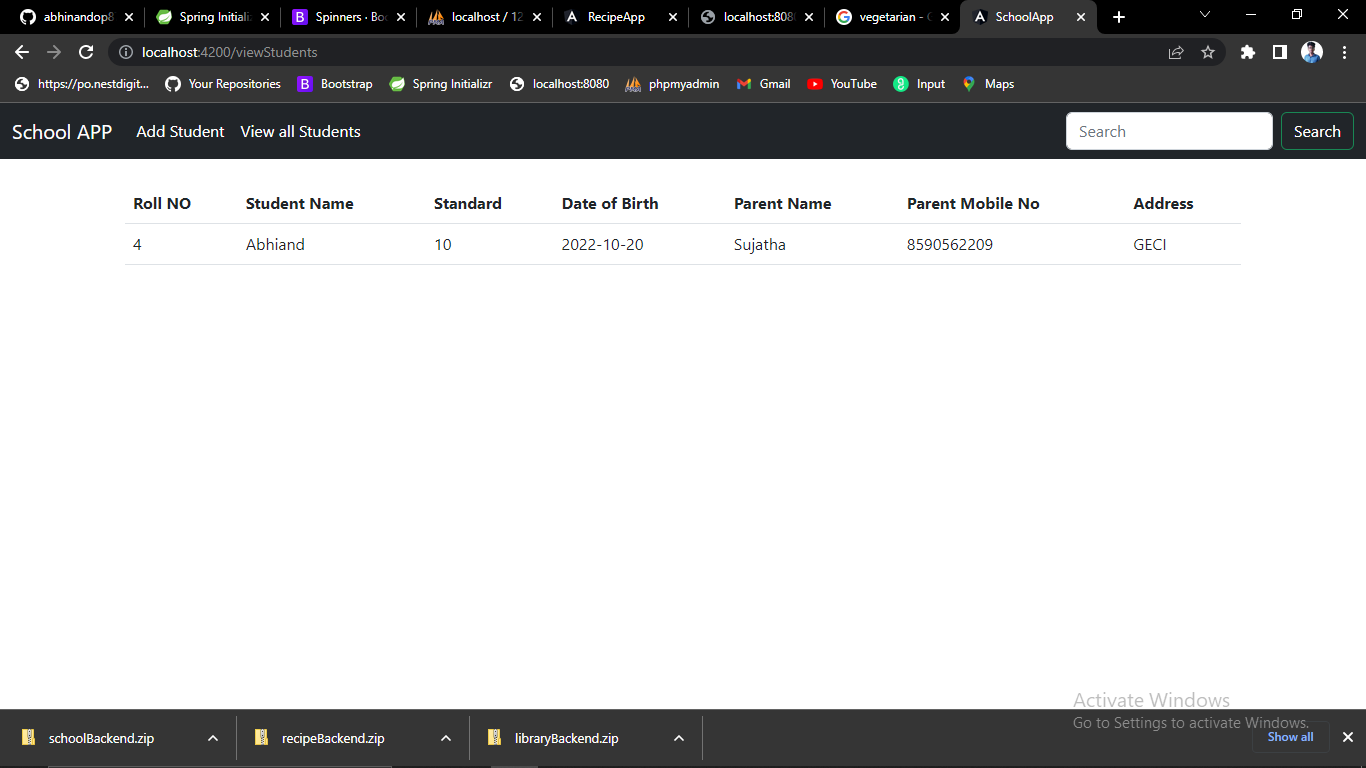 abhinandop8 Spring Initializ Spinners · Boo localhost / 12 RecipeApp localhost:808 vegetarian - G SchoolApp
localhost:4200/viewStudents
https://po.nestdigit... Your Repositories Bootstrap Spring Initializr localhost:8080 phpmyadmin Gmail YouTube Input Maps
School APP Add Student View all Students Search Search
Roll NO Student Name Standard Date of Birth Parent Name Parent Mobile No Address
4 Abhiand 10 2022-10-20 Sujatha 8590562209 GECI
Activate Windows
Go to Settings to activate Windows.
schoolBackend.zip recipeBackend.zip libraryBackend.zip Show all